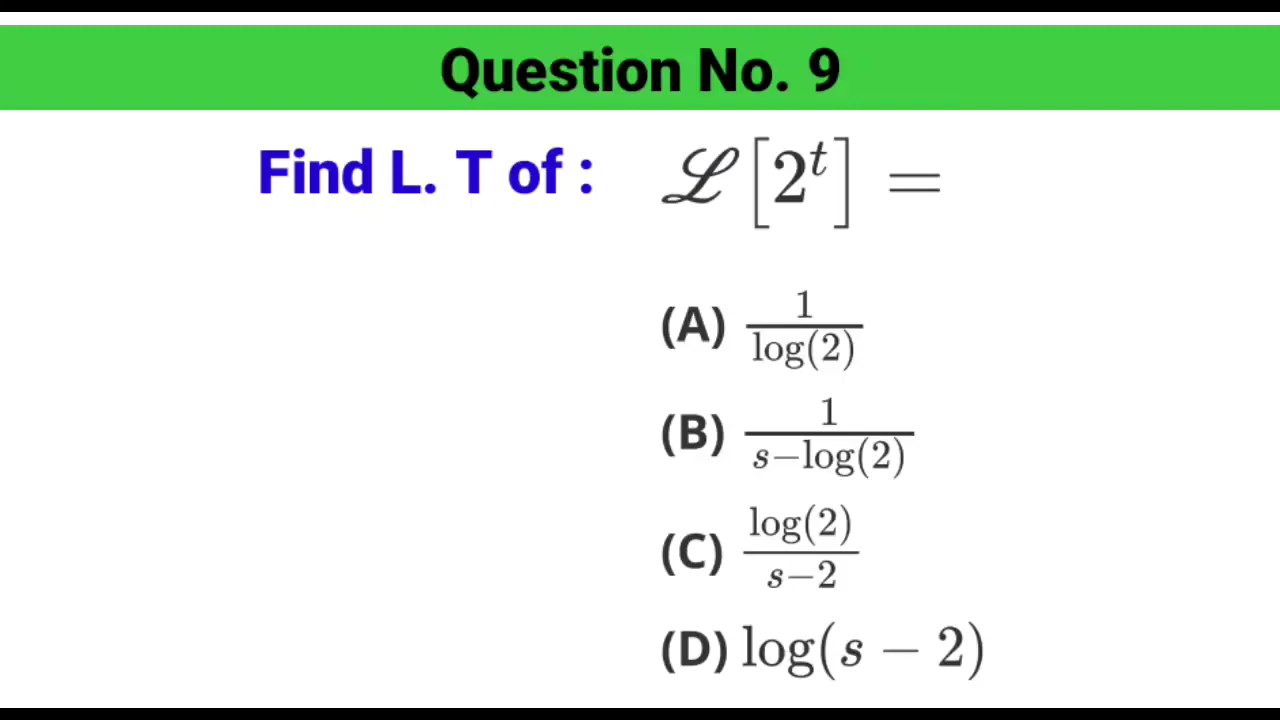 Question No. 9
Find L. T of : ℒ[2^t] =
(A) 1/log(2)
(B) 1/(s−log(2))
(C) log(2)/(s−2)
(D) log(s − 2)